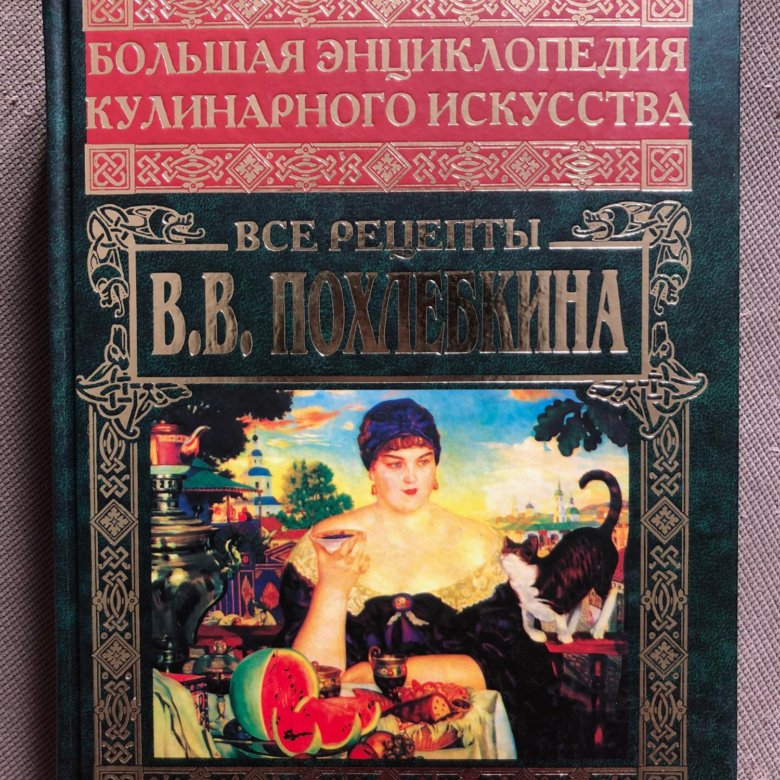 БОЛЬШАЯ ЭНЦИКЛОПЕДИЯ
КУЛИНАРНОГО ИСКУССТВА
ВСЕ РЕЦЕПТЫ
В.В. ПОХЛЕБКИНА